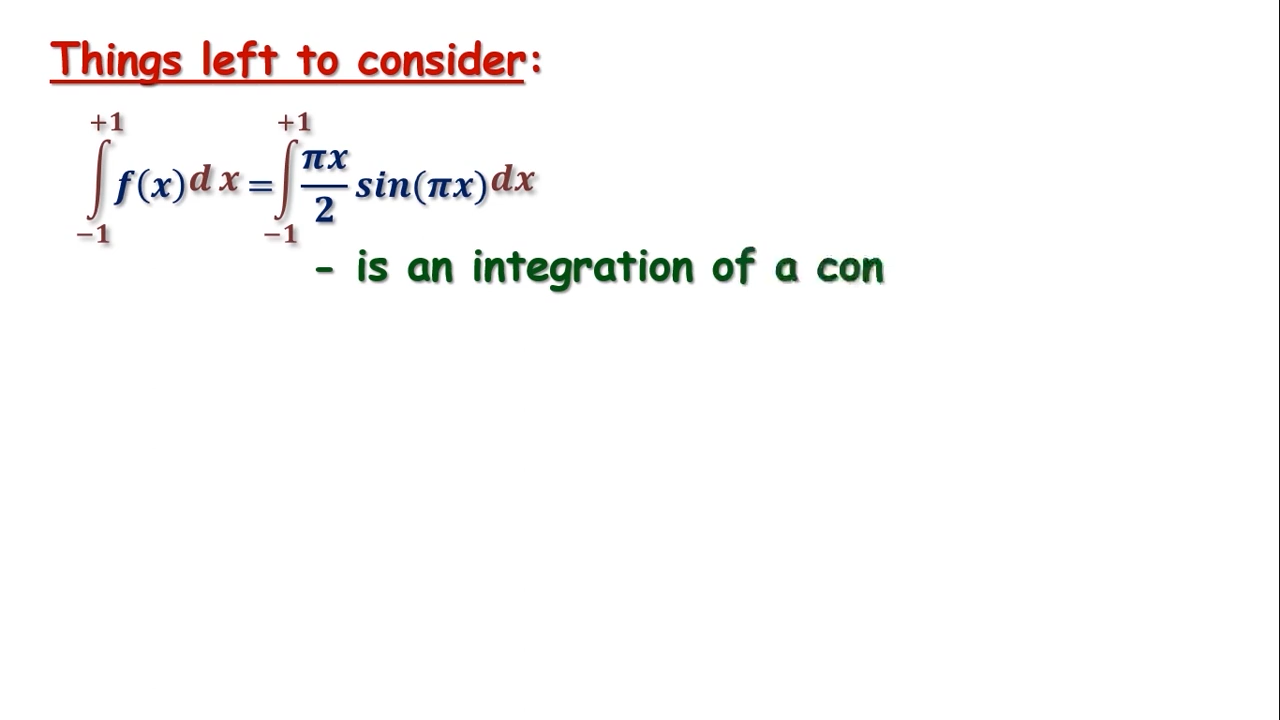 Things left to consider:
∫₋₁⁺¹ f(x) dx = ∫₋₁⁺¹ πx/2 sin(πx) dx
- is an integration of a con